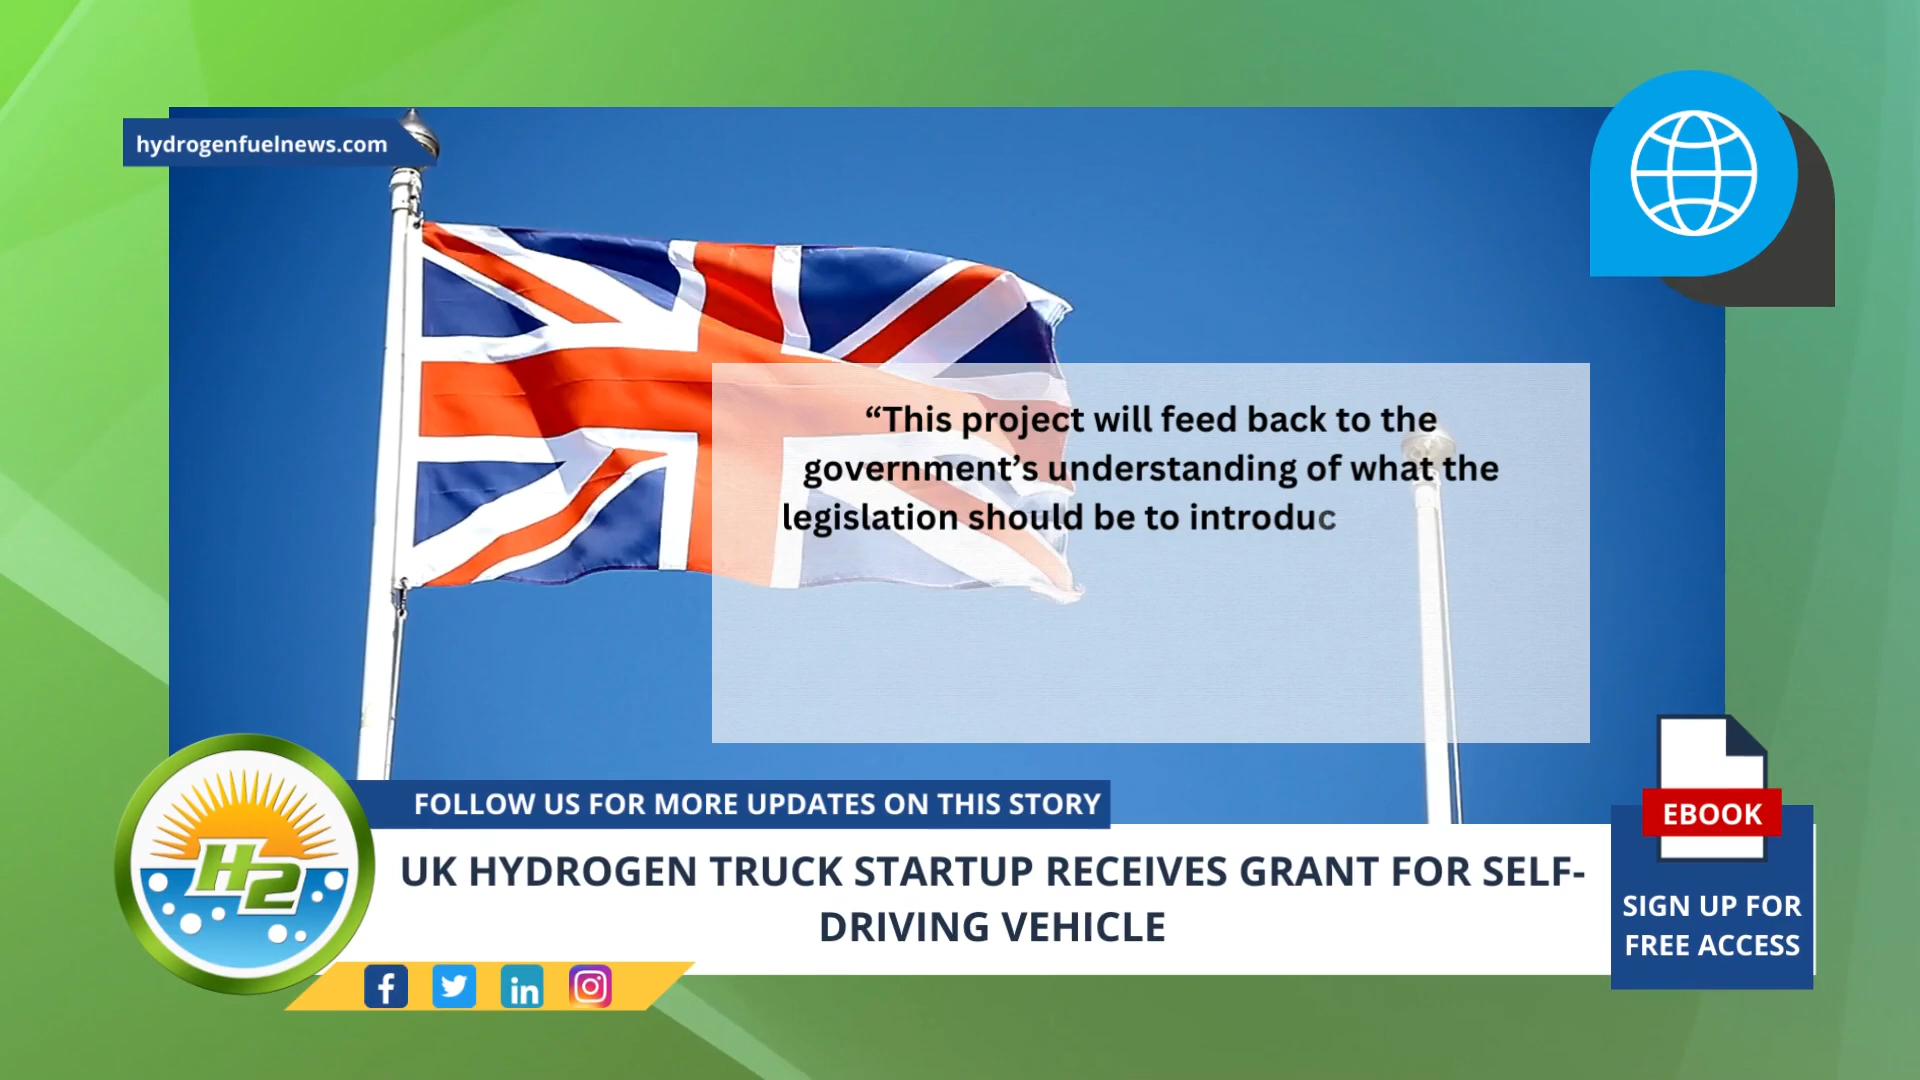 hydrogenfuelnews.com
“This project will feed back to the
government’s understanding of what the
legislation should be to introduc
FOLLOW US FOR MORE UPDATES ON THIS STORY
UK HYDROGEN TRUCK STARTUP RECEIVES GRANT FOR SELF-
DRIVING VEHICLE
H2
EBOOK
SIGN UP FOR
FREE ACCESS